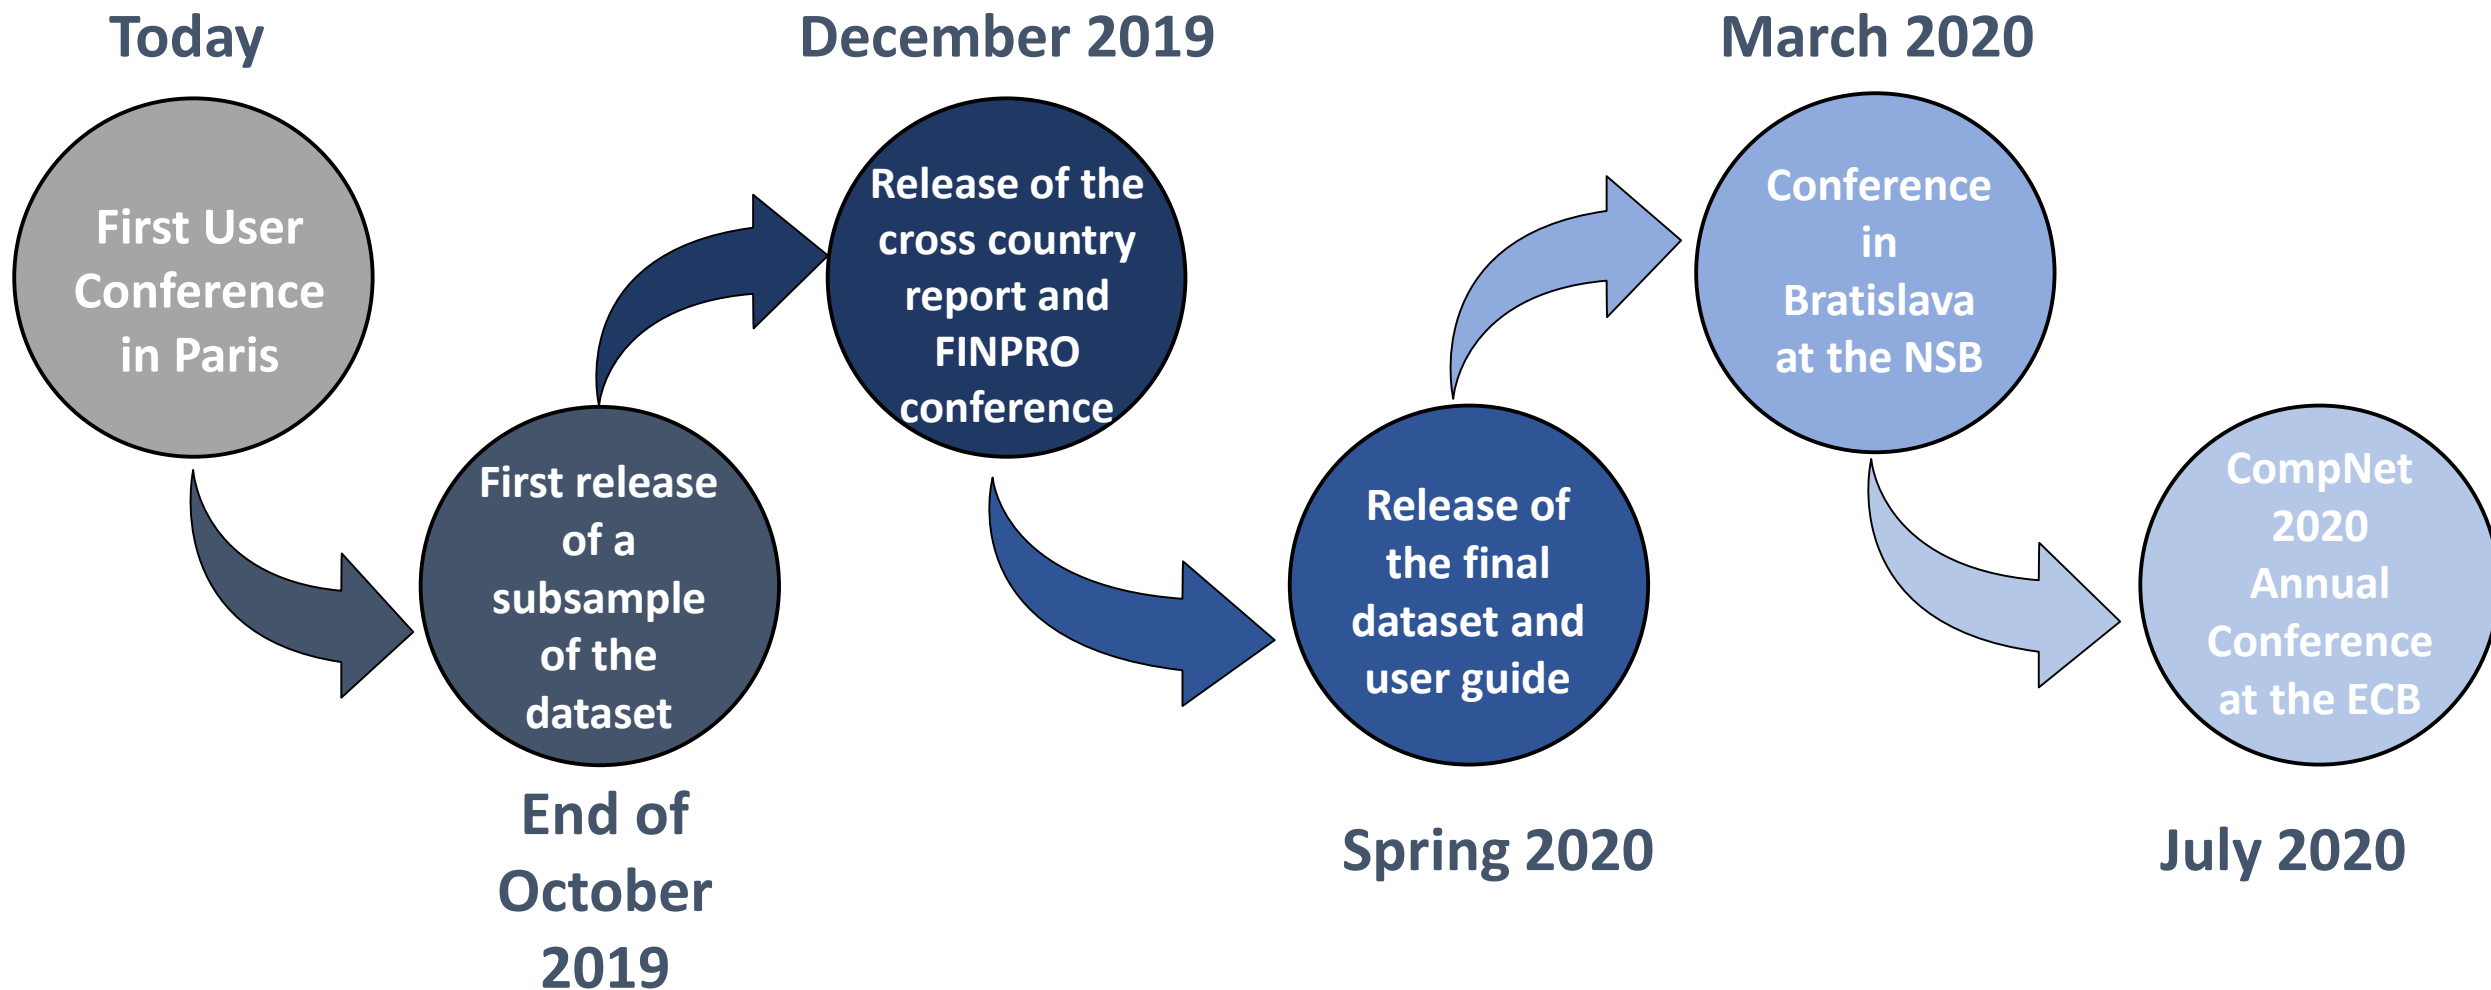 Today
First User
Conference
in Paris
First release
of a
subsample
of the
dataset
End of
October
2019
December 2019
Release of the
cross country
report and
FINPRO
conference
Release of
the final
dataset and
user guide
Spring 2020
March 2020
Conference
in
Bratislava
at the NSB
CompNet
2020
Annual
Conference
at the ECB
July 2020